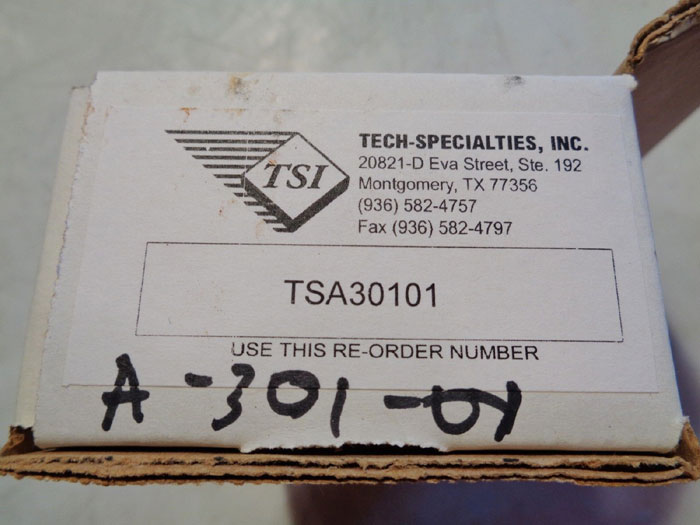 TSI
TECH-SPECIALTIES, INC.
20821-D Eva Street, Ste. 192
Montgomery, TX 77356
(936) 582-4757
Fax (936) 582-4797
TSA30101
USE THIS RE-ORDER NUMBER
A-301-01